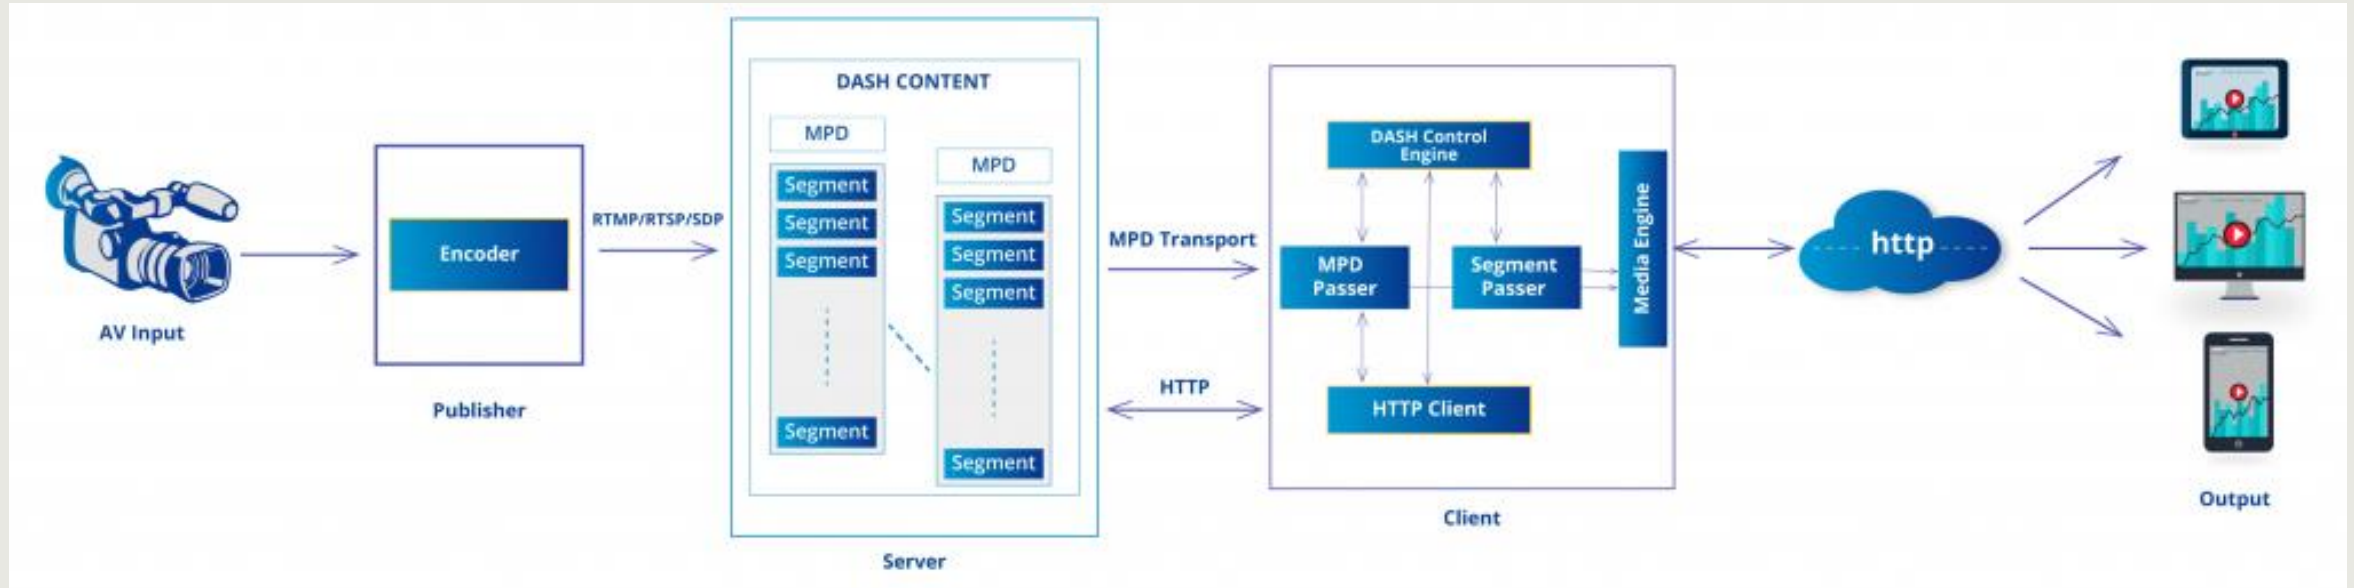 AV Input
Encoder
Publisher
RTMP/RTSP/SDP
DASH CONTENT
MPD
Segment
Segment
Segment
Segment
MPD
Segment
Segment
Segment
Segment
Server
MPD Transport
HTTP
DASH Control
Engine
MPD
Passer
Segment
Passer
HTTP Client
Media Engine
Client
http
Output